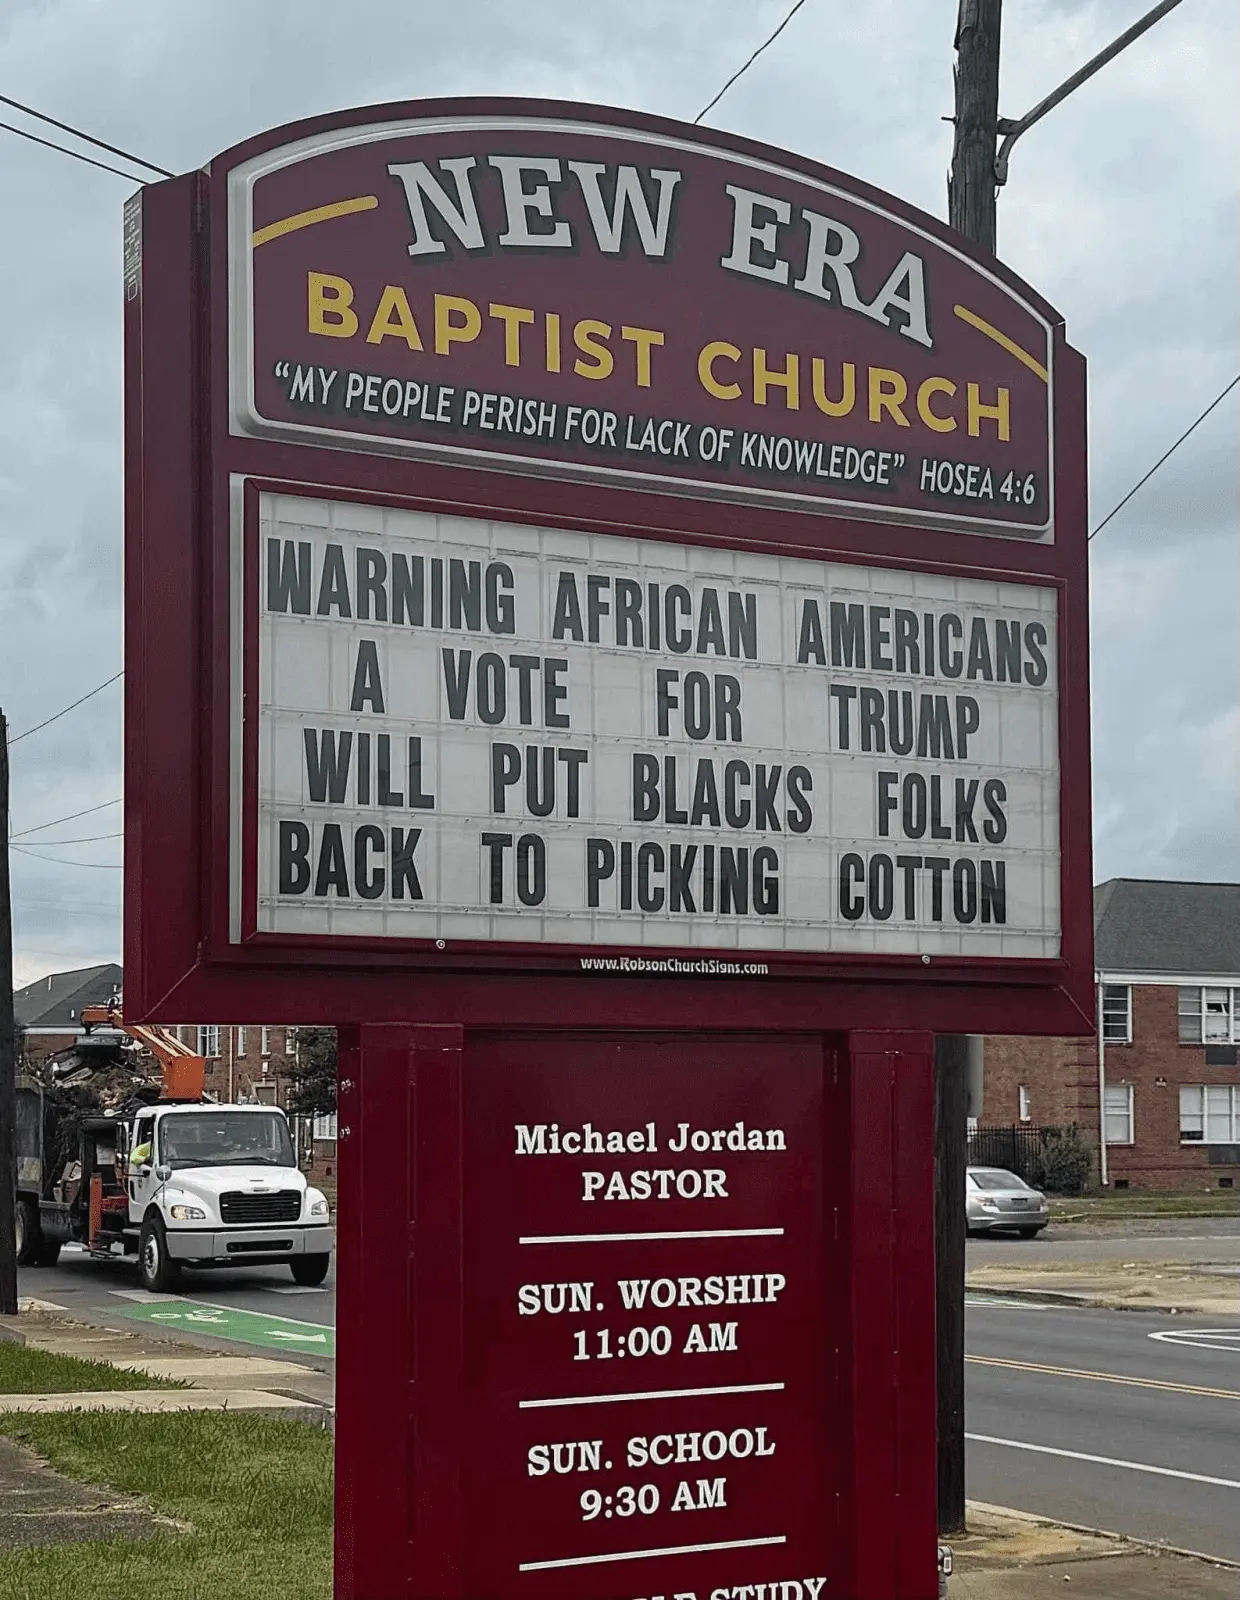 NEW ERA
BAPTIST CHURCH
“MY PEOPLE PERISH FOR LACK OF KNOWLEDGE” HOSEA 4:6
WARNING AFRICAN AMERICANS
A VOTE FOR TRUMP
WILL PUT BLACKS FOLKS
BACK TO PICKING COTTON
www.RobsonChurchSigns.com
Michael Jordan
PASTOR
SUN. WORSHIP
11:00 AM
SUN. SCHOOL
9:30 AM
STUDY